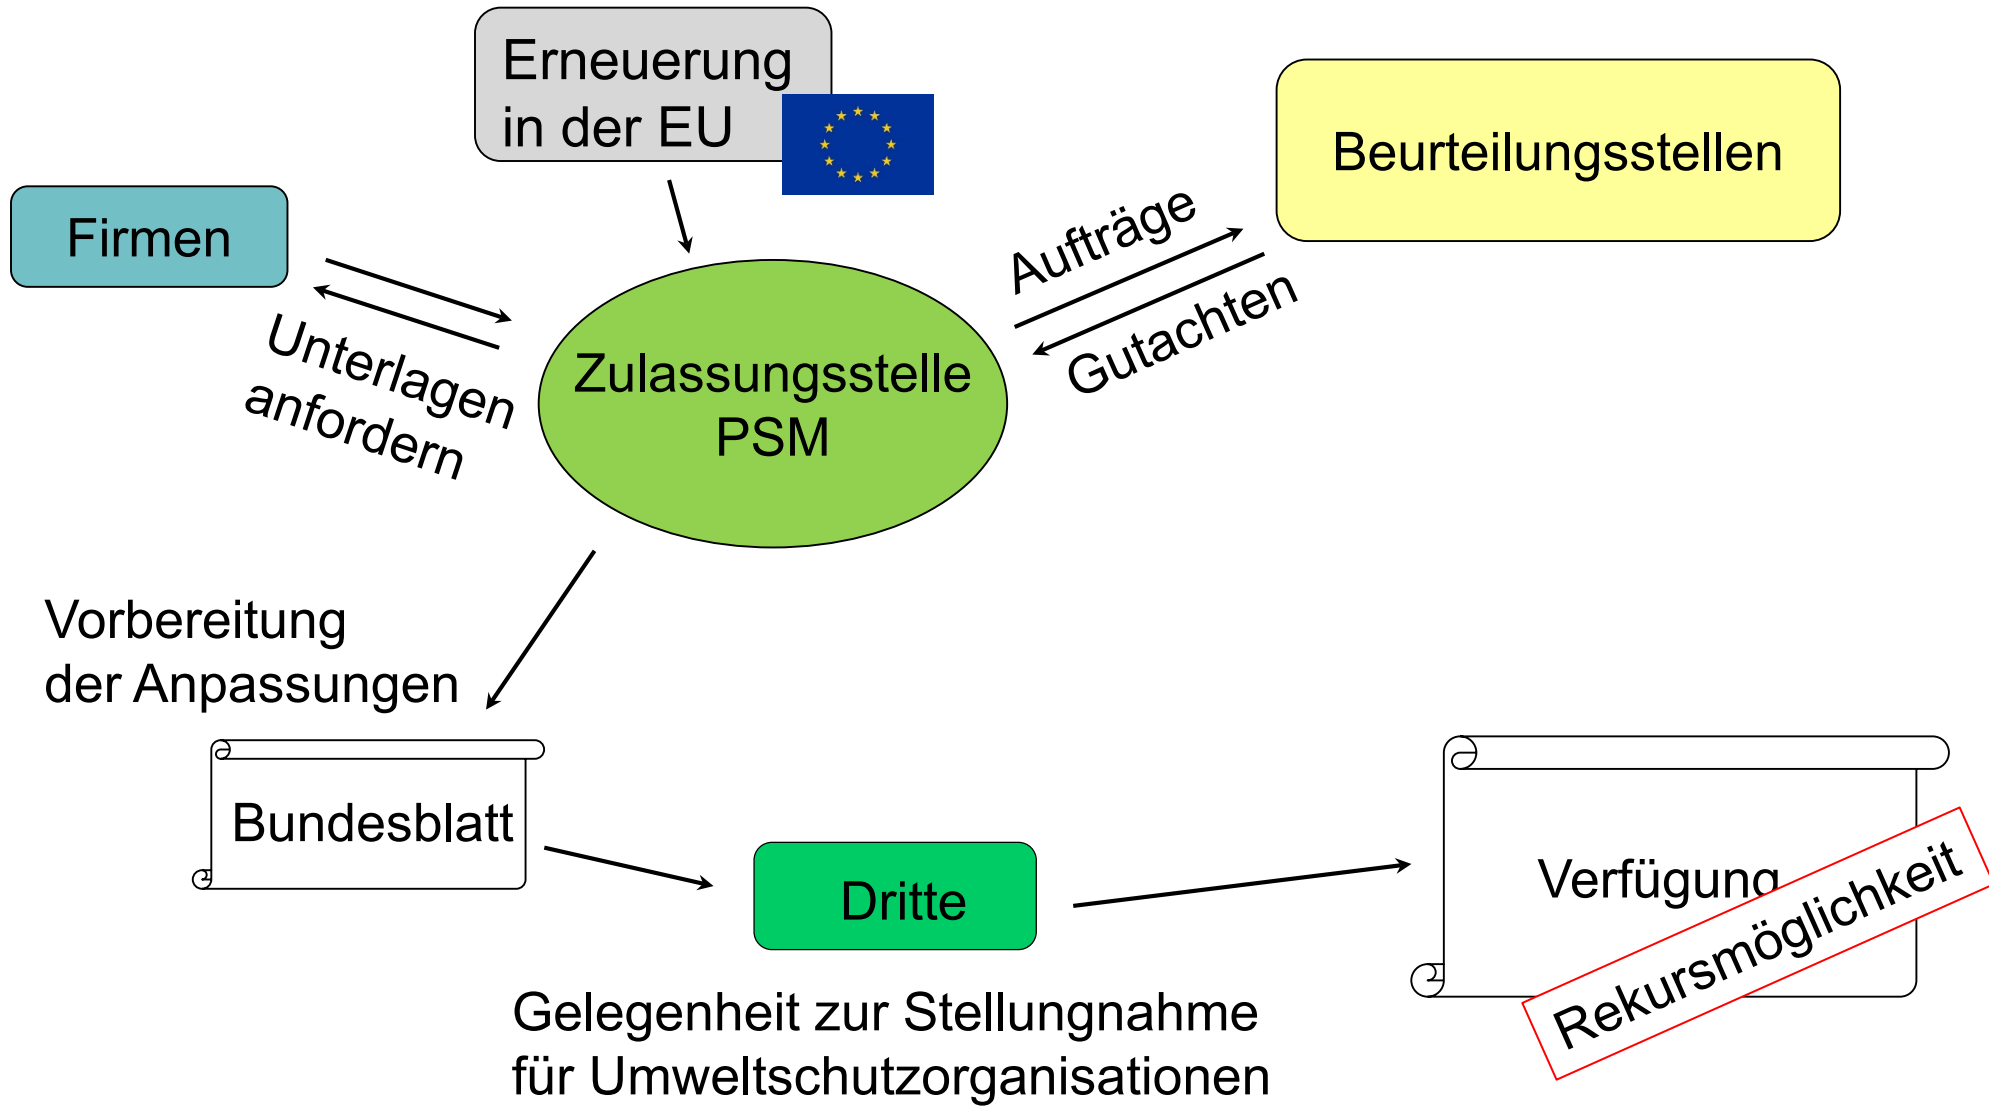 Erneuerung
in der EU
Beurteilungsstellen
Firmen
Aufträge
Gutachten
Unterlagen
anfordern
Zulassungsstelle
PSM
Vorbereitung
der Anpassungen
Bundesblatt
Dritte
Verfügung
Rekursmöglichkeit
Gelegenheit zur Stellungnahme
für Umweltschutzorganisationen